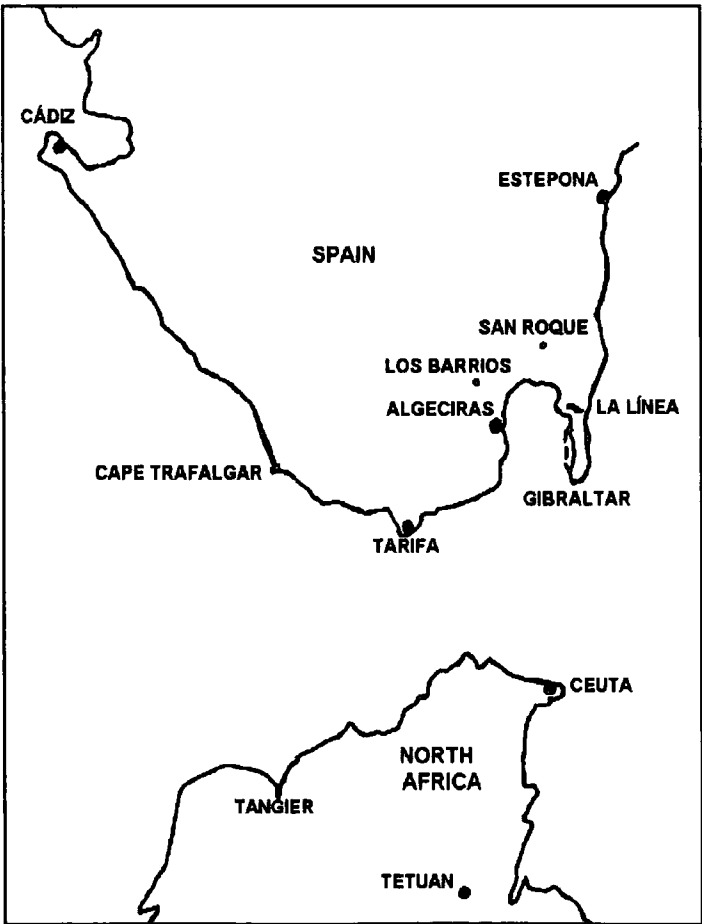 CÁDIZ
ESTEPONA
SPAIN
SAN ROQUE
LOS BARRIOS
ALGECIRAS
LA LÍNEA
CAPE TRAFALGAR
GIBRALTAR
TARIFA
CEUTA
NORTH
AFRICA
TANGIER
TETUAN